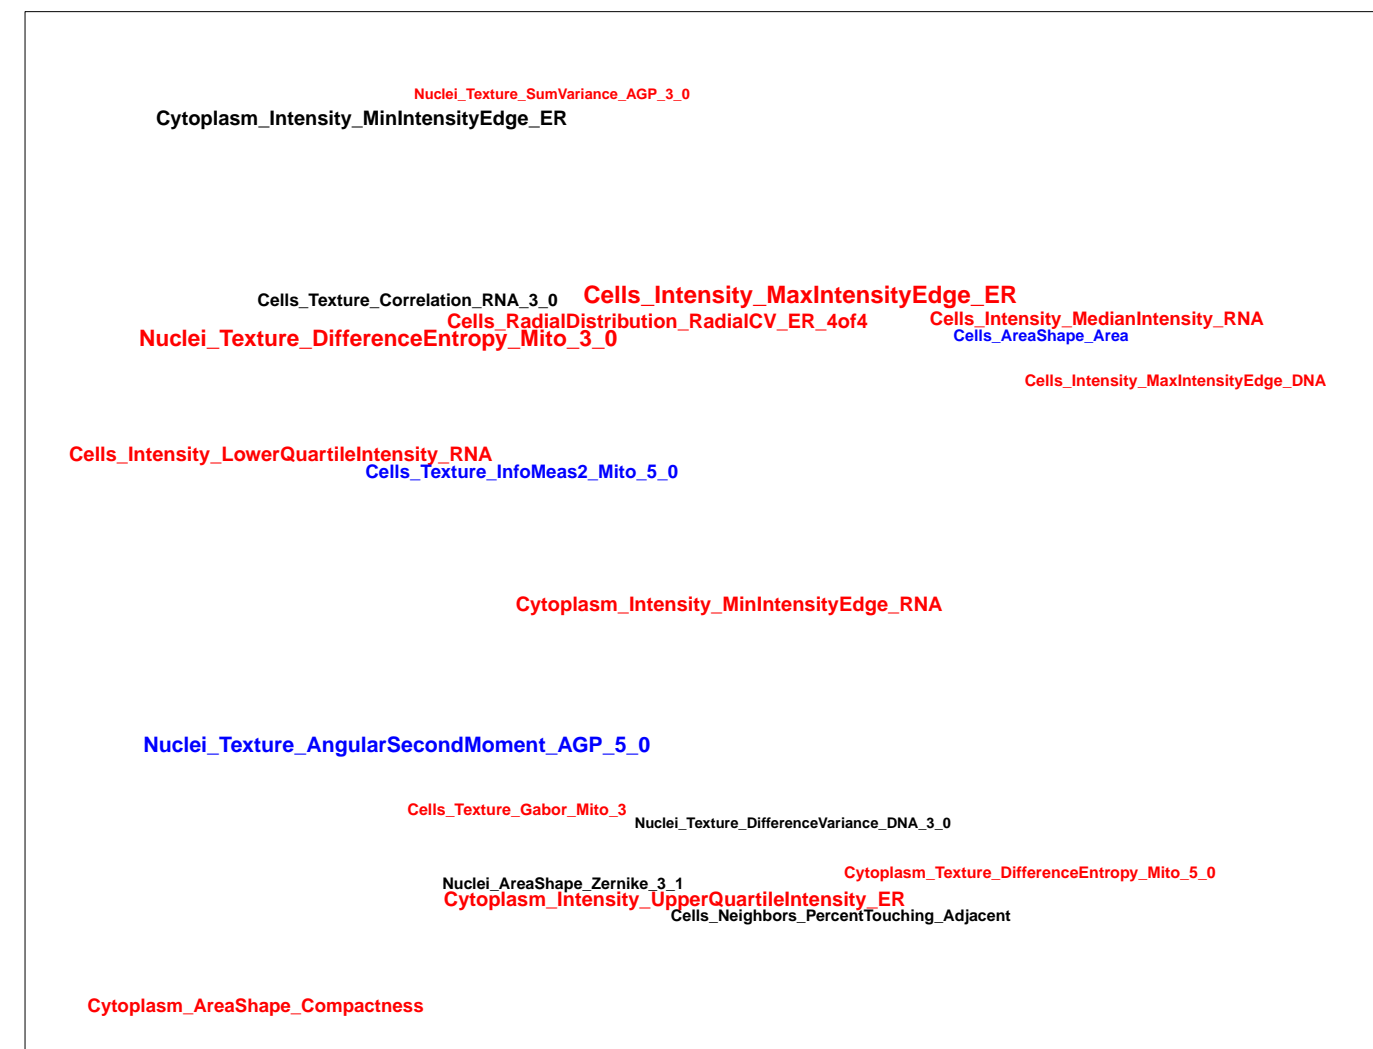 Nuclei_Texture_SumVariance_AGP_3_0
Cytoplasm_Intensity_MinIntensityEdge_ER
Cells_Intensity_MaxIntensityEdge_ER
Cells_Texture_Correlation_RNA_3_0
Cells_RadialDistribution_RadialCV_ER_4of4
Cells_Intensity_MedianIntensity_RNA
Nuclei_Texture_DifferenceEntropy_Mito_3_0
Cells_AreaShape_Area
Cells_Intensity_MaxIntensityEdge_DNA
Cells_Intensity_LowerQuartileIntensity_RNA
Cells_Texture_InfoMeas2_Mito_5_0
Cytoplasm_Intensity_MinIntensityEdge_RNA
Nuclei_Texture_AngularSecondMoment_AGP_5_0
Cells_Texture_Gabor_Mito_3
Nuclei_Texture_DifferenceVariance_DNA_3_0
Cytoplasm_Texture_DifferenceEntropy_Mito_5_0
Nuclei_AreaShape_Zernike_3_1
Cytoplasm_Intensity_UpperQuartileIntensity_ER
Cells_Neighbors_PercentTouching_Adjacent
Cytoplasm_AreaShape_Compactness